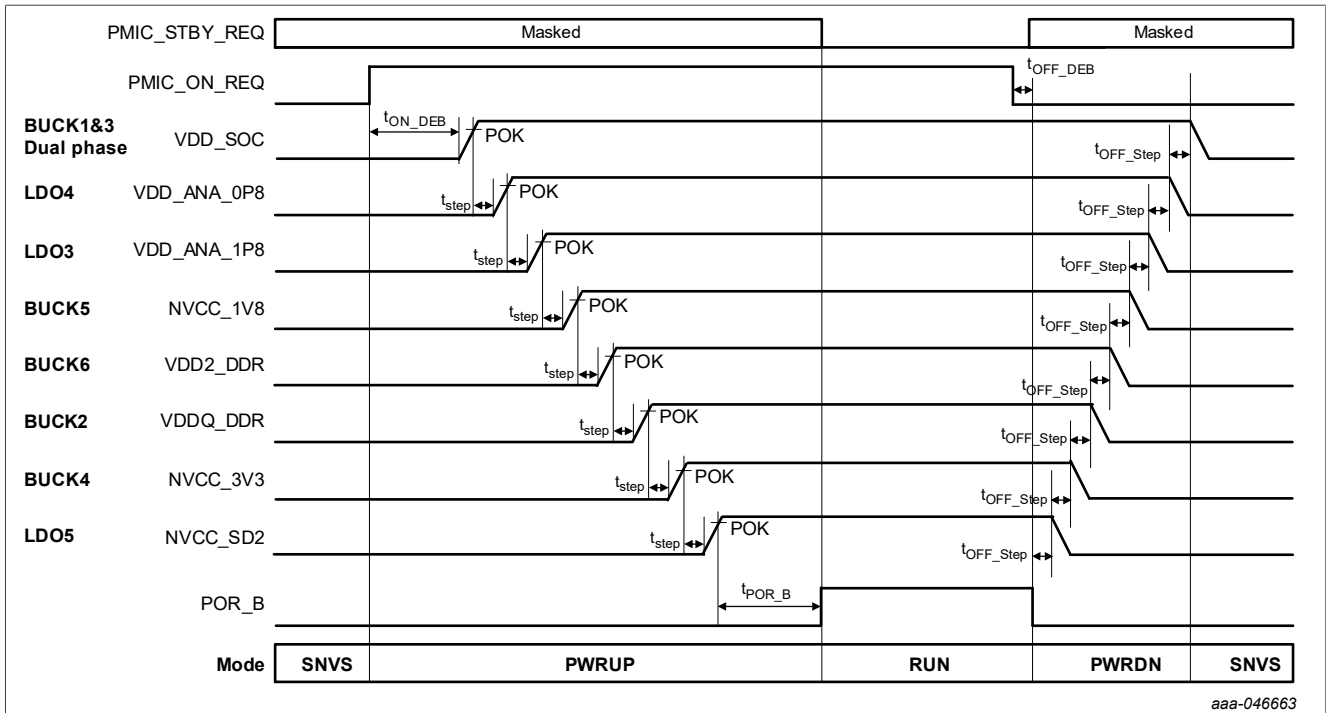 PMIC_STBY_REQ Masked Masked
PMIC_ON_REQ tOFF_DEB
BUCK1&3
Dual phase VDD_SOC tON_DEB POK tOFF_Step
LDO4 VDD_ANA_0P8 tstep POK tOFF_Step
LDO3 VDD_ANA_1P8 tstep POK tOFF_Step
BUCK5 NVCC_1V8 tstep POK tOFF_Step
BUCK6 VDD2_DDR tstep POK tOFF_Step
BUCK2 VDDQ_DDR tstep POK tOFF_Step
BUCK4 NVCC_3V3 tstep POK tOFF_Step
LDO5 NVCC_SD2 tstep POK tOFF_Step
POR_B tPOR_B
Mode SNVS PWRUP RUN PWRDN SNVS
aaa-046663